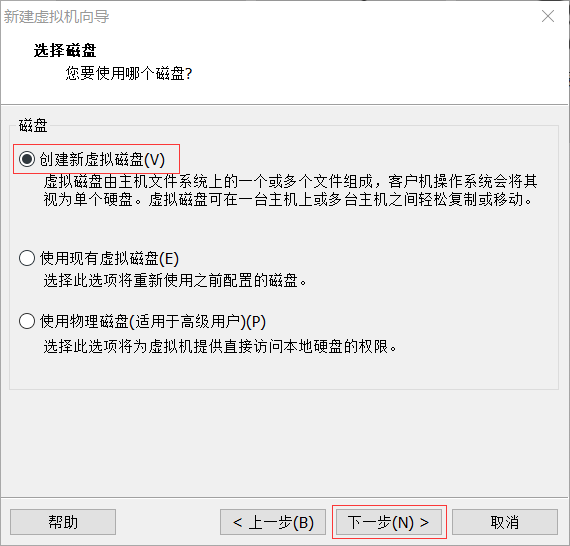 新建虚拟机向导
选择磁盘
您要使用哪个磁盘?
磁盘
创建新虚拟磁盘(V)
虚拟磁盘由主机文件系统上的一个或多个文件组成，客户机操作系统会将其
视为单个硬盘。虚拟磁盘可在一台主机上或多台主机之间轻松复制或移动。
使用现有虚拟磁盘(E)
选择此选项将重新使用之前配置的磁盘。
使用物理磁盘(适用于高级用户)(P)
选择此选项将为虚拟机提供直接访问本地硬盘的权限。
帮助
< 上一步(B)
下一步(N) >
取消